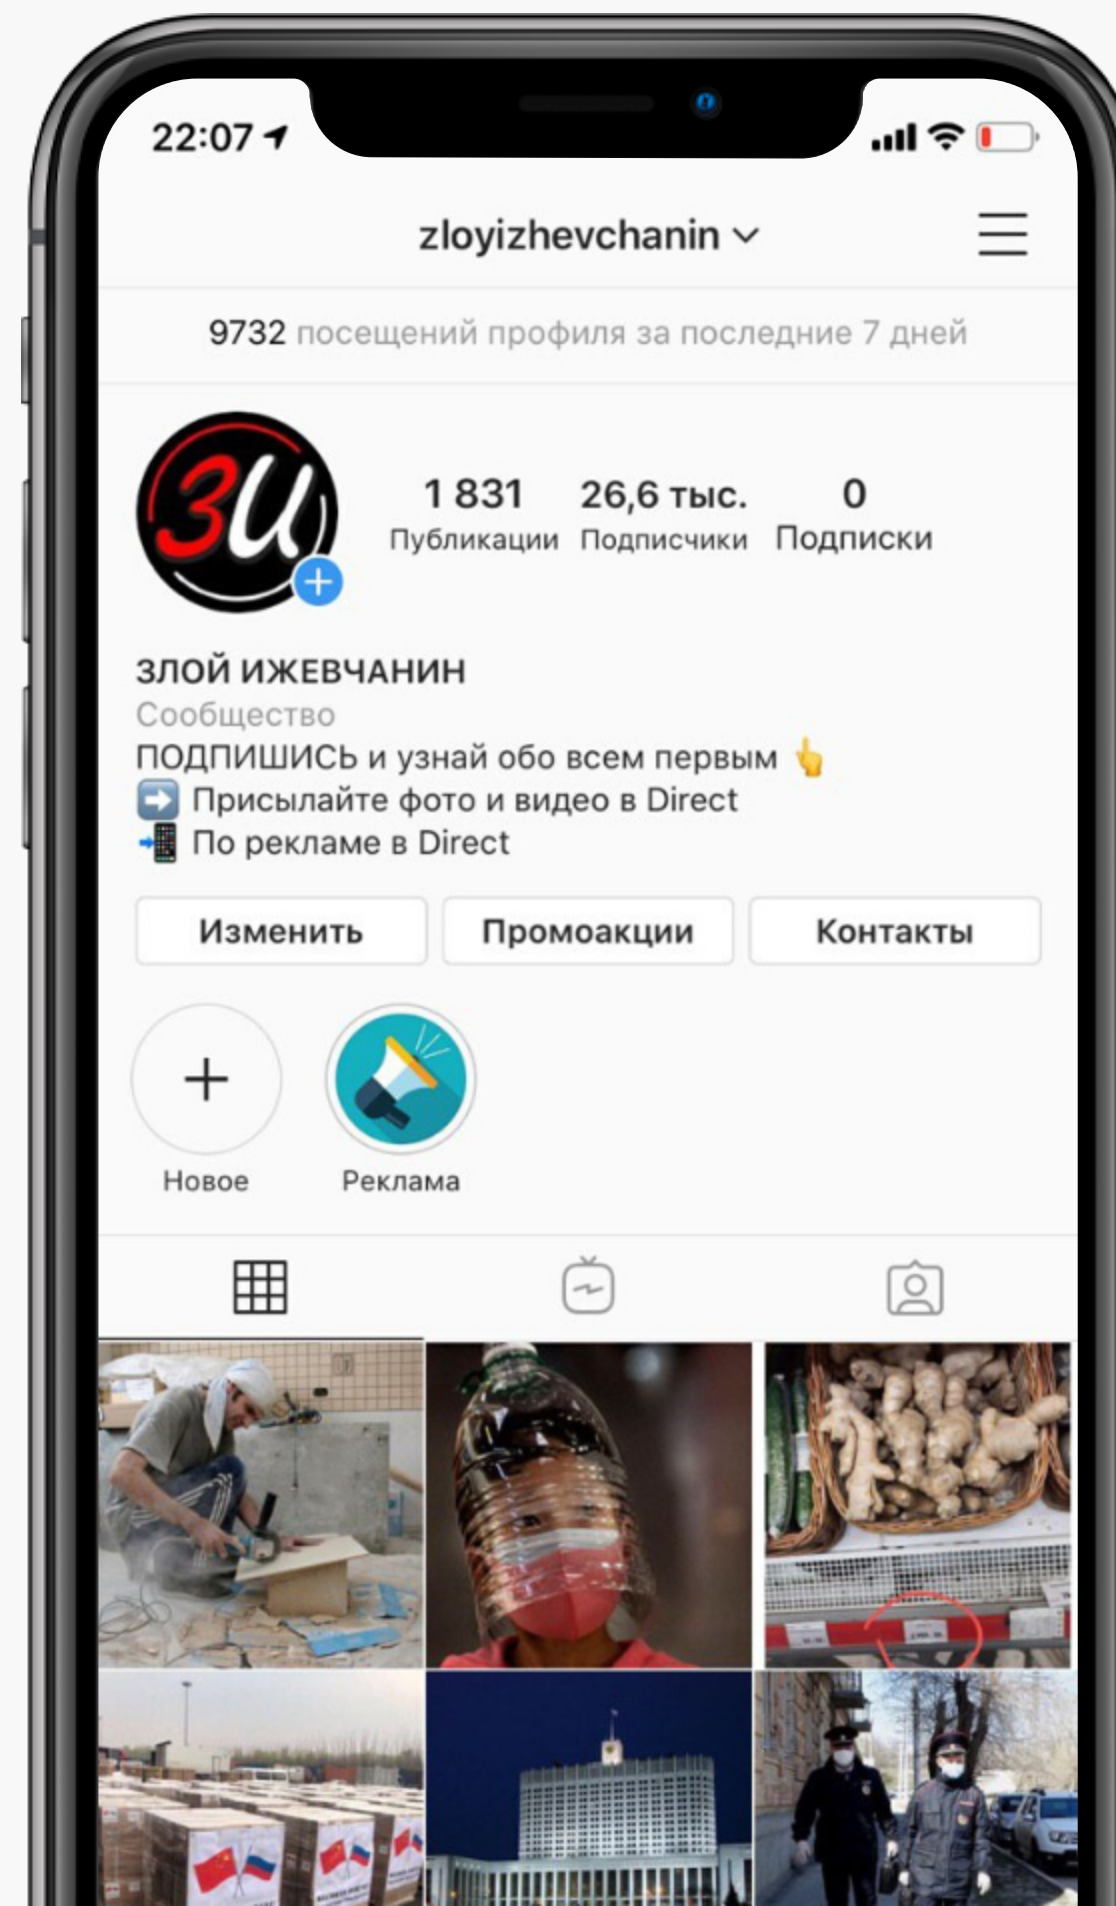 22:07
zloyizhevchanin
9732 посещений профиля за последние 7 дней
ЗИ
1 831 26,6 тыс. 0
Публикации Подписчики Подписки
ЗЛОЙ ИЖЕВЧАНИН
Сообщество
ПОДПИШИСЬ и узнай обо всем первым 👆
➡️ Присылайте фото и видео в Direct
📲 По рекламе в Direct
Изменить Промоакции Контакты
Новое Реклама